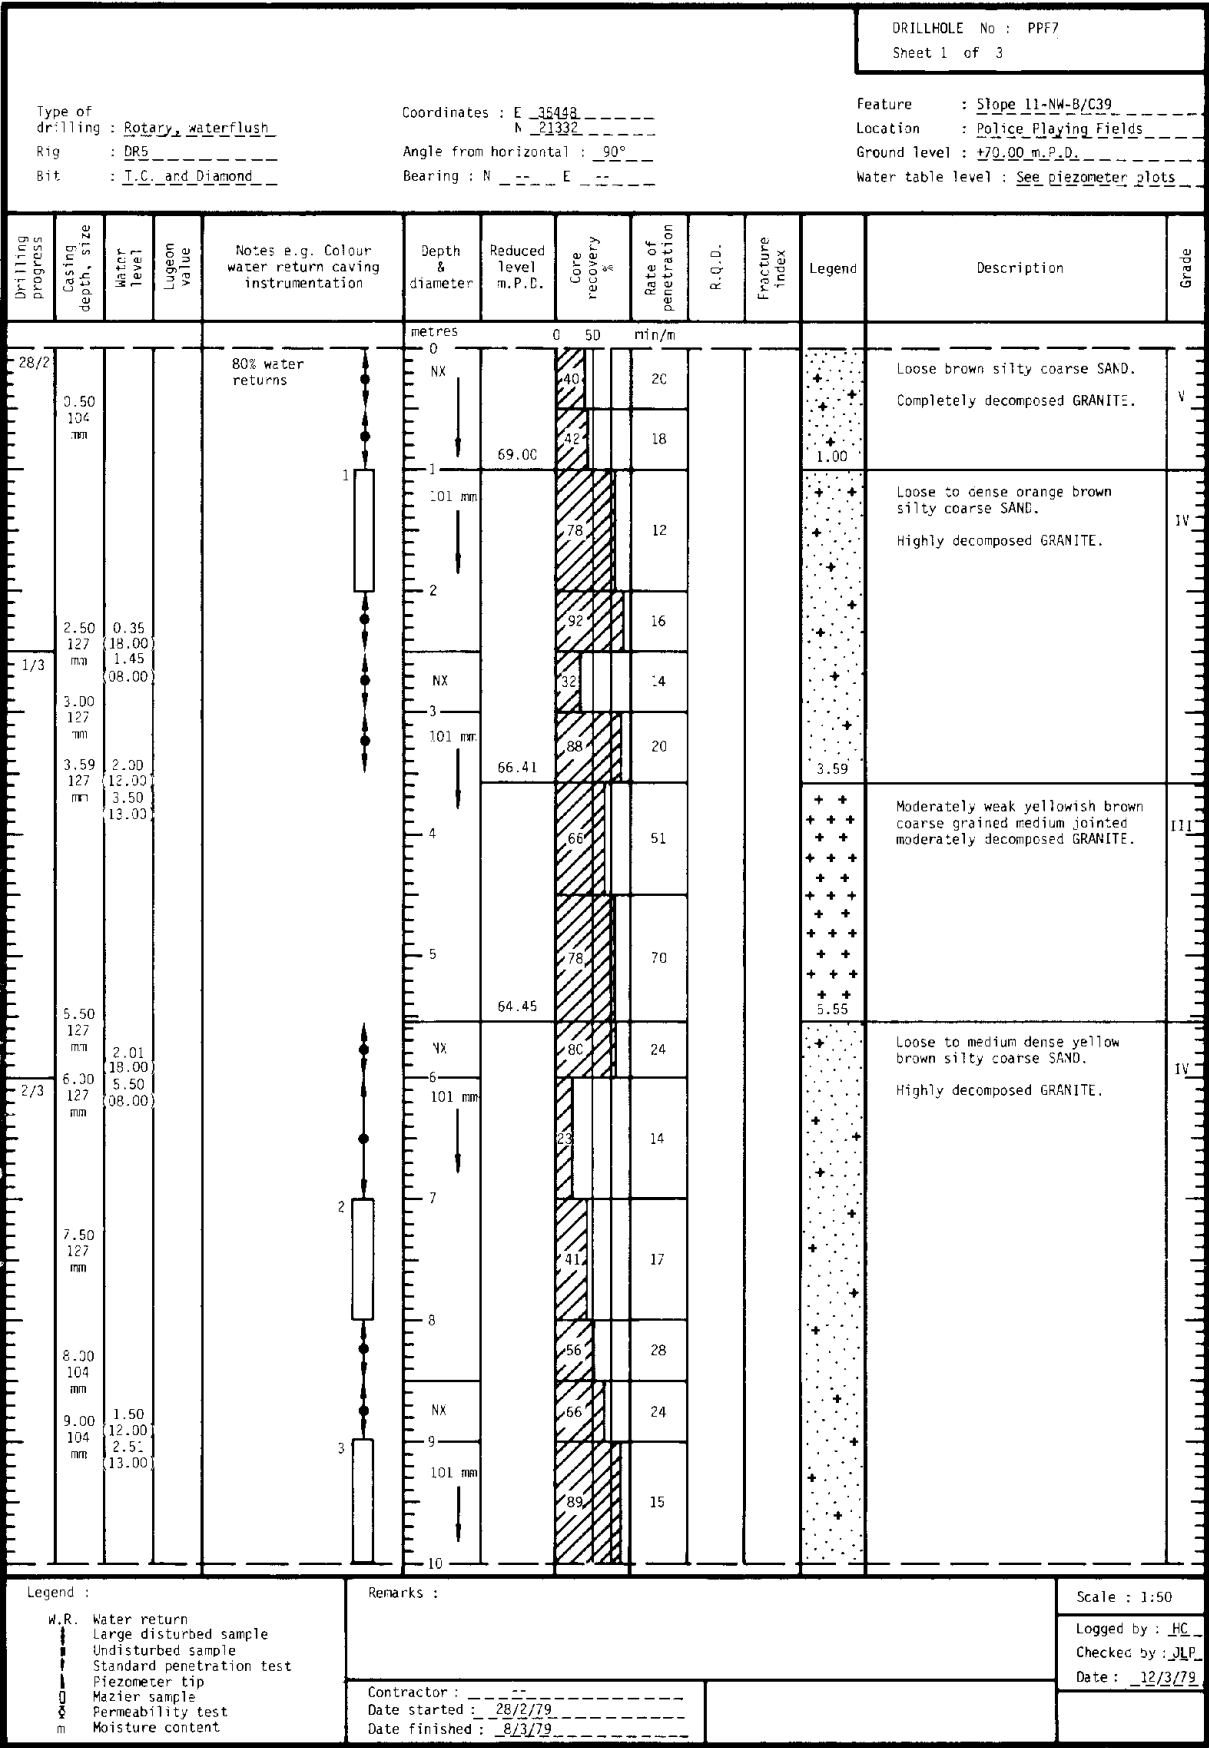 DRILLHOLE No : PPF7
Sheet 1 of 3
Type of drilling : Rotary, waterflush
Rig : DR5
Bit : T.C. and Diamond
Coordinates : E 36448
N 21332
Angle from horizontal : 90°
Bearing : N -- E --
Feature : Slope 11-NW-B/C39
Location : Police Playing Fields
Ground level : +70.00 m.P.D.
Water table level : See piezometer plots
Drilling progress
Casing depth, size
Water level
Lugeon value
Notes e.g. Colour water return caving instrumentation
Depth & diameter
Reduced level m.P.D.
Core recovery %
Rate of penetration
R.Q.D.
Fracture index
Legend
Description
Grade
metres
0 50
min/m
0
28/2
80% water returns
NX
40
20
Loose brown silty coarse SAND.
Completely decomposed GRANITE.
V
0.50
104
mm
42
18
69.00
1.00
1
1
101 mm
78
12
Loose to dense orange brown
silty coarse SAND.
Highly decomposed GRANITE.
IV
2
92
16
2.50
127
mm
0.35
(18.00)
1.45
(08.00)
1/3
NX
32
14
3.00
127
mm
3
101 mm
88
20
3.59
127
mm
2.00
(12.00)
3.50
(13.00)
66.41
3.59
4
66
51
Moderately weak yellowish brown
coarse grained medium jointed
moderately decomposed GRANITE.
III
5
78
70
64.45
5.55
5.50
127
mm
2.01
(18.00)
5.50
(08.00)
NX
80
24
Loose to medium dense yellow
brown silty coarse SAND.
Highly decomposed GRANITE.
IV
6
2/3
6.00
127
mm
101 mm
23
14
7
2
7.50
127
mm
41
17
8
8.00
104
mm
56
28
NX
66
24
9.00
104
mm
1.50
(12.00)
2.51
(13.00)
9
3
101 mm
89
15
10
Legend :
W.R. Water return
Large disturbed sample
Undisturbed sample
Standard penetration test
Piezometer tip
Mazier sample
Permeability test
m Moisture content
Remarks :
Contractor : --
Date started : 28/2/79
Date finished : 8/3/79
Scale : 1:50
Logged by : HC
Checked by : JLP
Date : 12/3/79